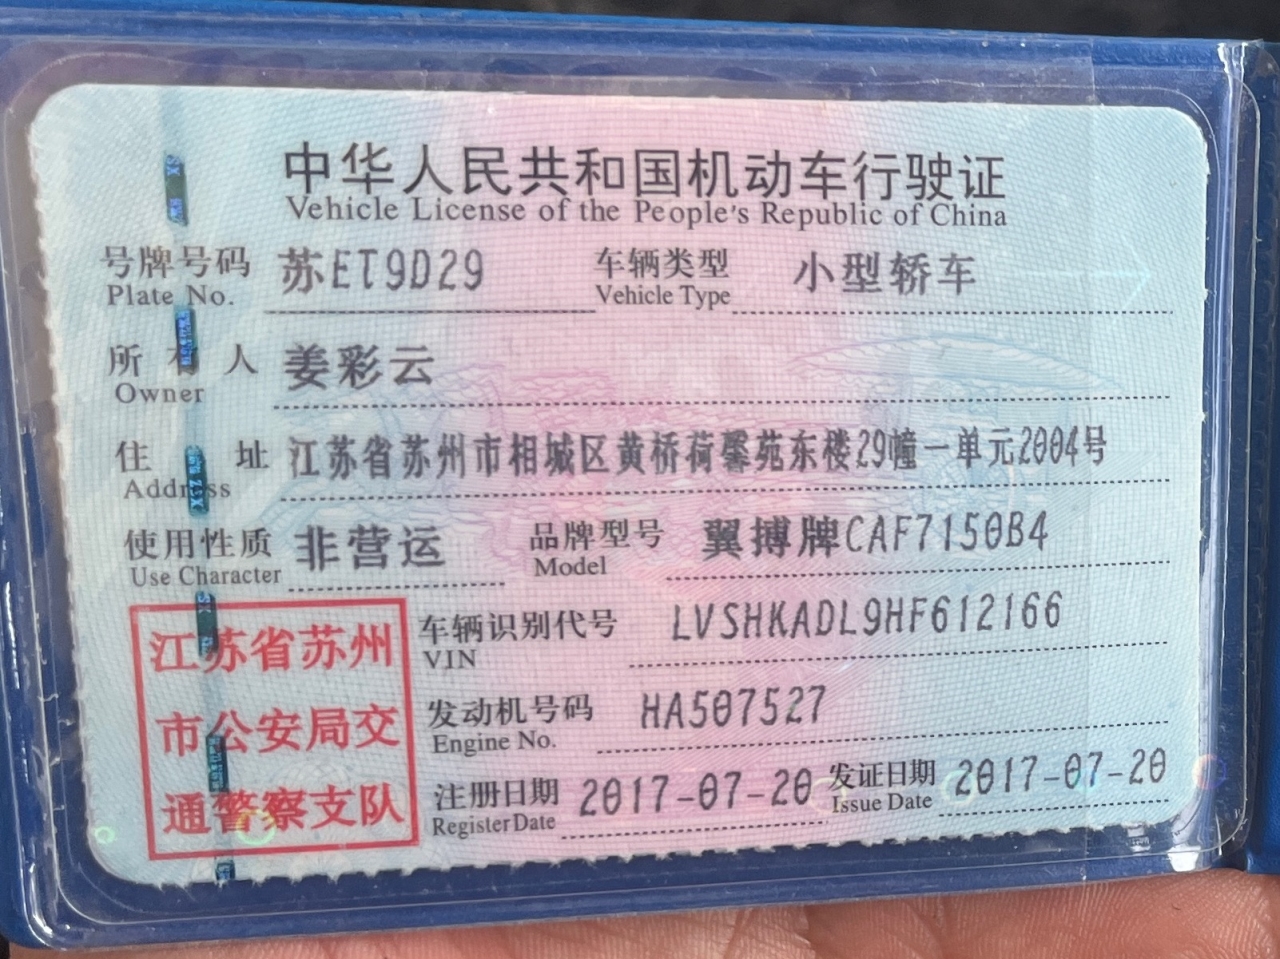 中华人民共和国机动车行驶证
Vehicle License of the People's Republic of China
号牌号码 苏ET9D29 车辆类型 小型轿车
Plate No. Vehicle Type
所有人 姜彩云
Owner
住址 江苏省苏州市相城区黄桥荷馨苑东楼29幢一单元2004号
Address
使用性质 非营运 品牌型号 翼搏牌CAF7150B4
Use Character Model
江苏省苏州 车辆识别代号 LVSHKADL9HF612166
VIN
市公安局交 发动机号码 HA507527
Engine No.
通警察支队 注册日期 2017-07-20 发证日期 2017-07-20
Register Date Issue Date